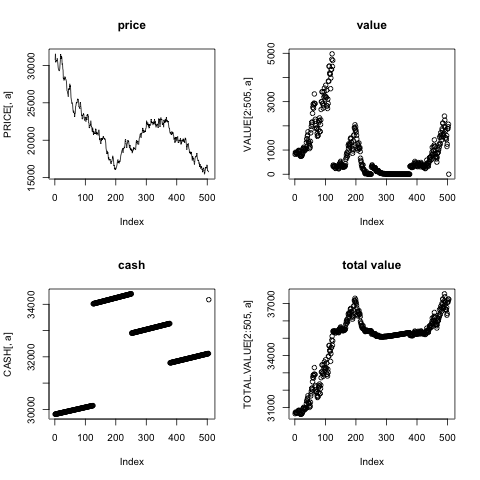 price
PRICE[, a]
15000 20000 25000 30000
0 100 200 300 400 500
Index
value
VALUE[2:505, a]
0 1000 3000 5000
0 100 200 300 400 500
Index
cash
CASH[, a]
30000 32000 34000
0 100 200 300 400 500
Index
total value
TOTAL.VALUE[2:505, a]
31000 34000 37000
0 100 200 300 400 500
Index